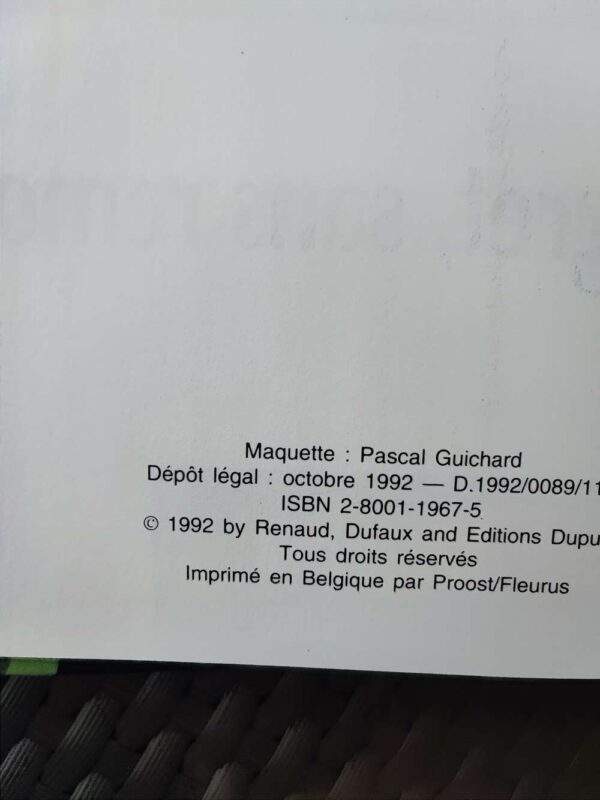 Maquette : Pascal Guichard
Dépôt légal : octobre 1992 — D.1992/0089/11
ISBN 2-8001-1967-5
© 1992 by Renaud, Dufaux and Editions Dupu
Tous droits réservés
Imprimé en Belgique par Proost/Fleurus